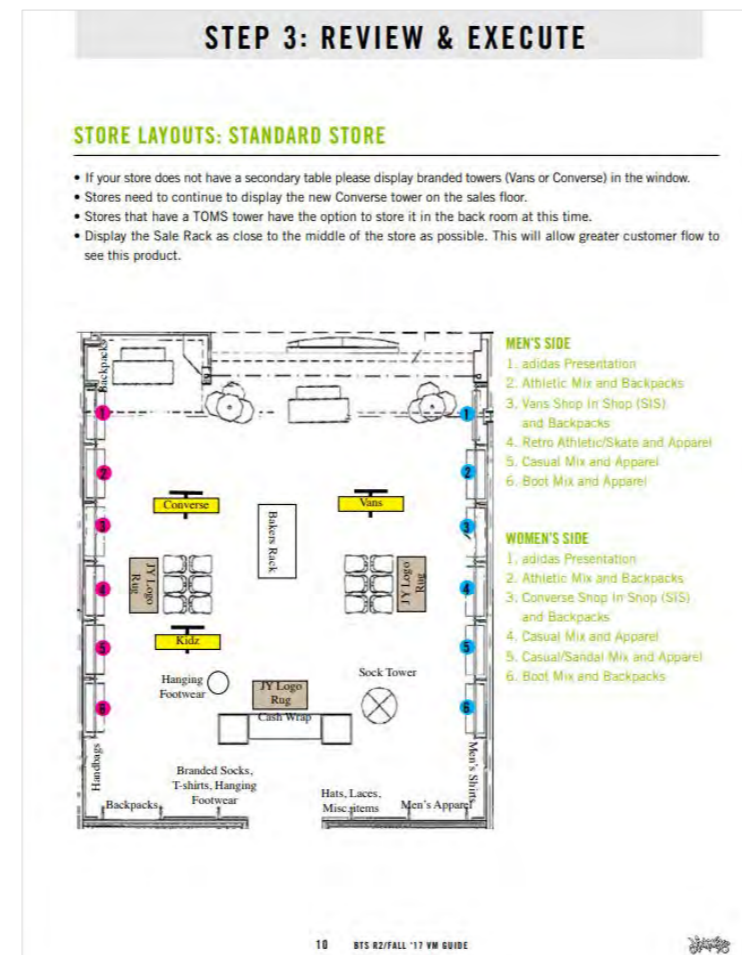 STEP 3: REVIEW & EXECUTE
STORE LAYOUTS: STANDARD STORE
• If your store does not have a secondary table please display branded towers (Vans or Converse) in the window.
• Stores need to continue to display the new Converse tower on the sales floor.
• Stores that have a TOMS tower have the option to store it in the back room at this time.
• Display the Sale Rack as close to the middle of the store as possible. This will allow greater customer flow to
see this product.
Backpacks
1
2
3
4
5
6
Converse
Vans
Bakers Rack
JY Logo
Rug
JY Logo
Rug
Kidz
Hanging
Footwear
JY Logo
Rug
Cash Wrap
Sock Tower
1
2
3
4
5
6
Handbags
Backpacks
Branded Socks,
T-shirts, Hanging
Footwear
Hats, Laces,
Misc items
Men's Apparel
Men's Shirts
MEN'S SIDE
1. adidas Presentation
2. Athletic Mix and Backpacks
3. Vans Shop In Shop (SIS)
and Backpacks
4. Retro Athletic/Skate and Apparel
5. Casual Mix and Apparel
6. Boot Mix and Apparel
WOMEN'S SIDE
1. adidas Presentation
2. Athletic Mix and Backpacks
3. Converse Shop In Shop (SIS)
and Backpacks
4. Casual Mix and Apparel
5. Casual/Sandal Mix and Apparel
6. Boot Mix and Backpacks
10 BTS R2/FALL '17 VM GUIDE